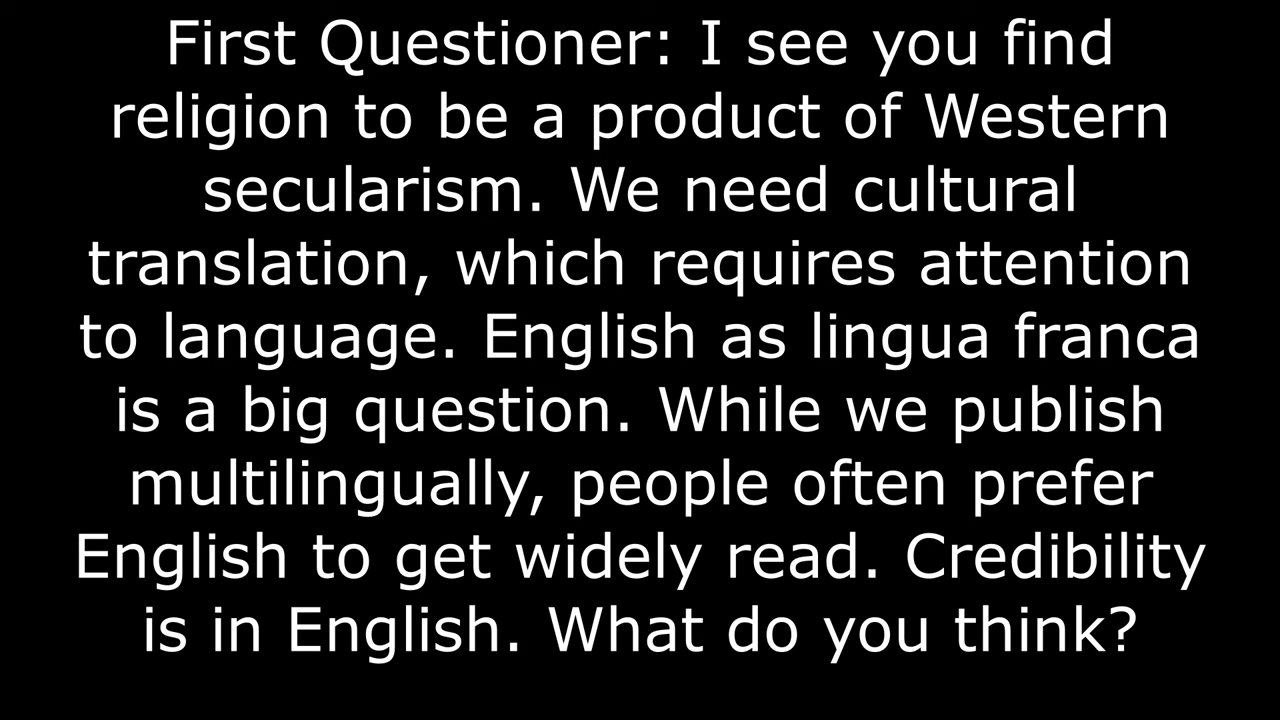 First Questioner: I see you find
religion to be a product of Western
secularism. We need cultural
translation, which requires attention
to language. English as lingua franca
is a big question. While we publish
multilingually, people often prefer
English to get widely read. Credibility
is in English. What do you think?